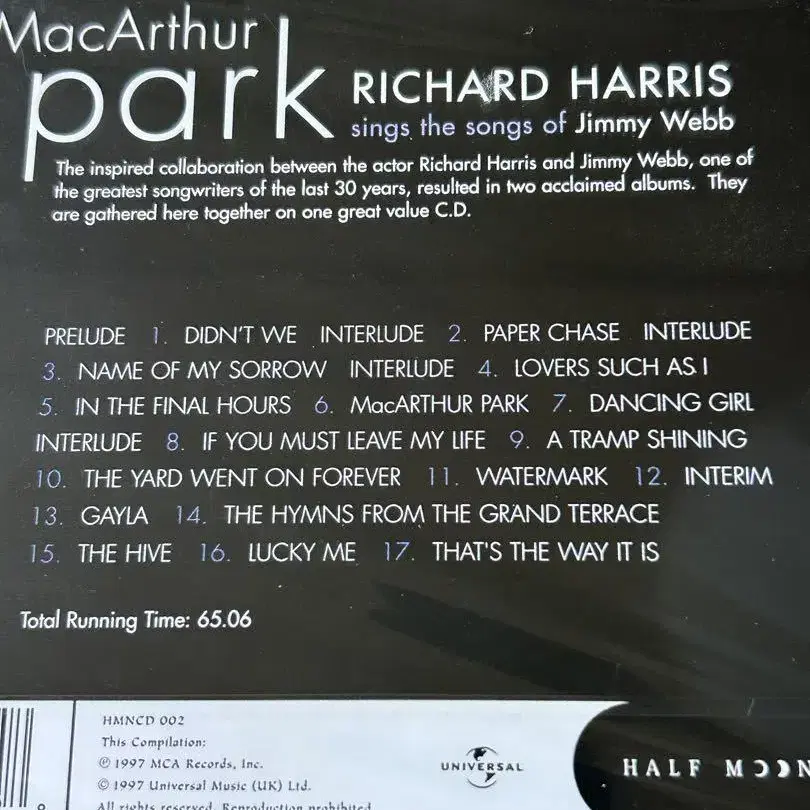 MacArthur
park
RICHARD HARRIS
sings the songs of Jimmy Webb
The inspired collaboration between the actor Richard Harris and Jimmy Webb, one of
the greatest songwriters of the last 30 years, resulted in two acclaimed albums. They
are gathered here together on one great value C.D.
PRELUDE 1. DIDN'T WE INTERLUDE 2. PAPER CHASE INTERLUDE
3. NAME OF MY SORROW INTERLUDE 4. LOVERS SUCH AS I
5. IN THE FINAL HOURS 6. MacARTHUR PARK 7. DANCING GIRL
INTERLUDE 8. IF YOU MUST LEAVE MY LIFE 9. A TRAMP SHINING
10. THE YARD WENT ON FOREVER 11. WATERMARK 12. INTERIM
13. GAYLA 14. THE HYMNS FROM THE GRAND TERRACE
15. THE HIVE 16. LUCKY ME 17. THAT'S THE WAY IT IS
Total Running Time: 65.06
HMNCD 002
This Compilation:
℗ 1997 MCA Records, Inc.
© 1997 Universal Music (UK) Ltd.
All rights reserved. Reproduction prohibited
UNIVERSAL
HALF MOON